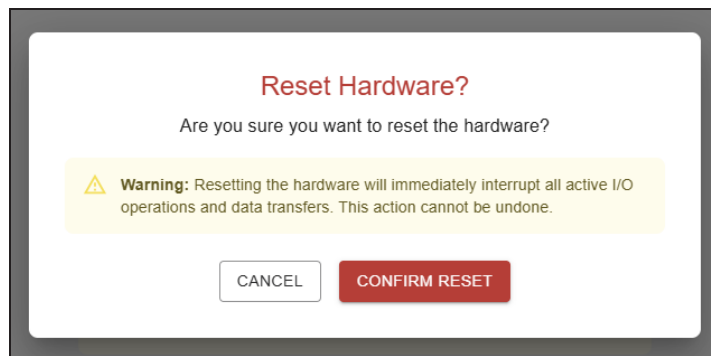 Reset Hardware?
Are you sure you want to reset the hardware?
Warning: Resetting the hardware will immediately interrupt all active I/O
operations and data transfers. This action cannot be undone.
CANCEL
CONFIRM RESET